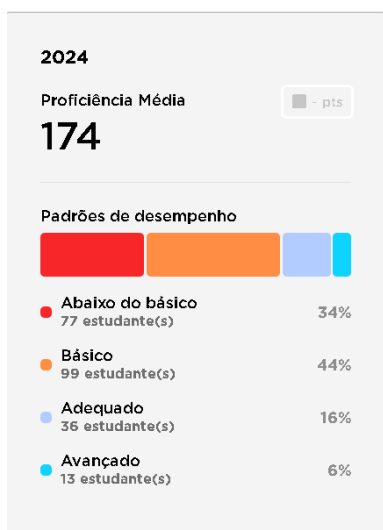 2024
Proficiência Média
- pts
174
Padrões de desempenho
Abaixo do básico
77 estudante(s)
34%
Básico
99 estudante(s)
44%
Adequado
36 estudante(s)
16%
Avançado
13 estudante(s)
6%